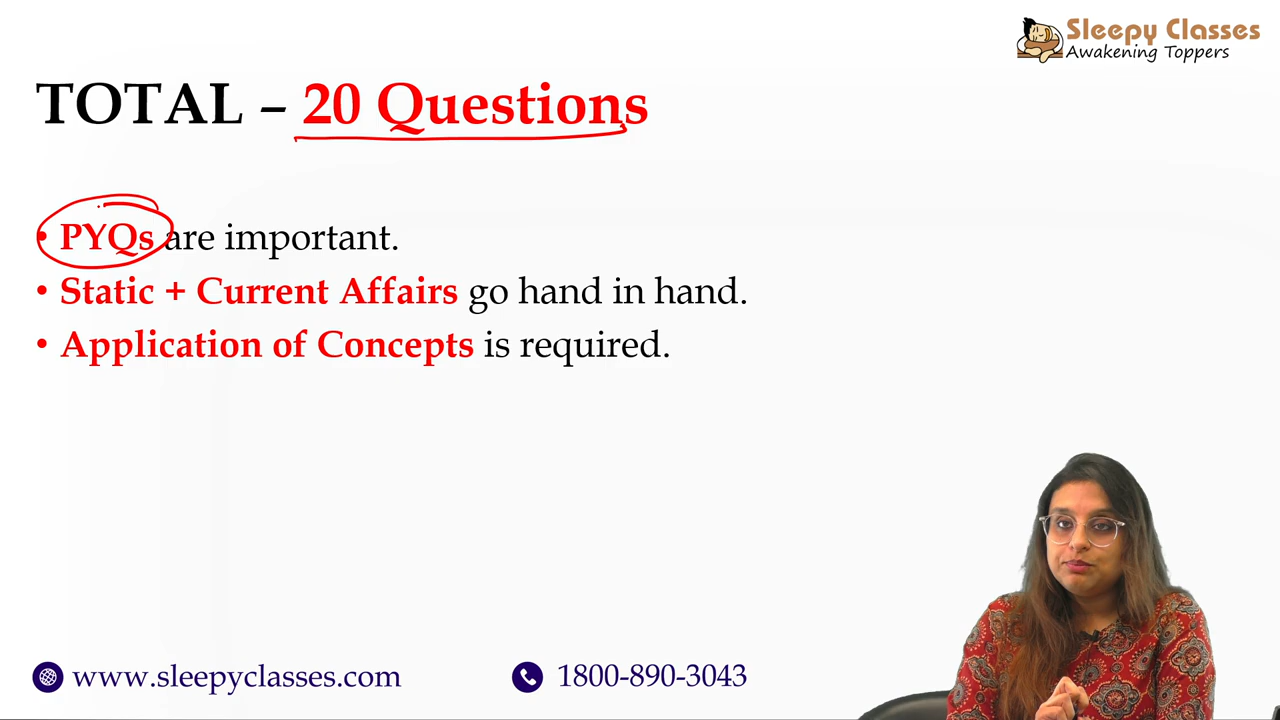 Sleepy Classes
Awakening Toppers
TOTAL – 20 Questions
• PYQs are important.
• Static + Current Affairs go hand in hand.
• Application of Concepts is required.
www.sleepyclasses.com
1800-890-3043